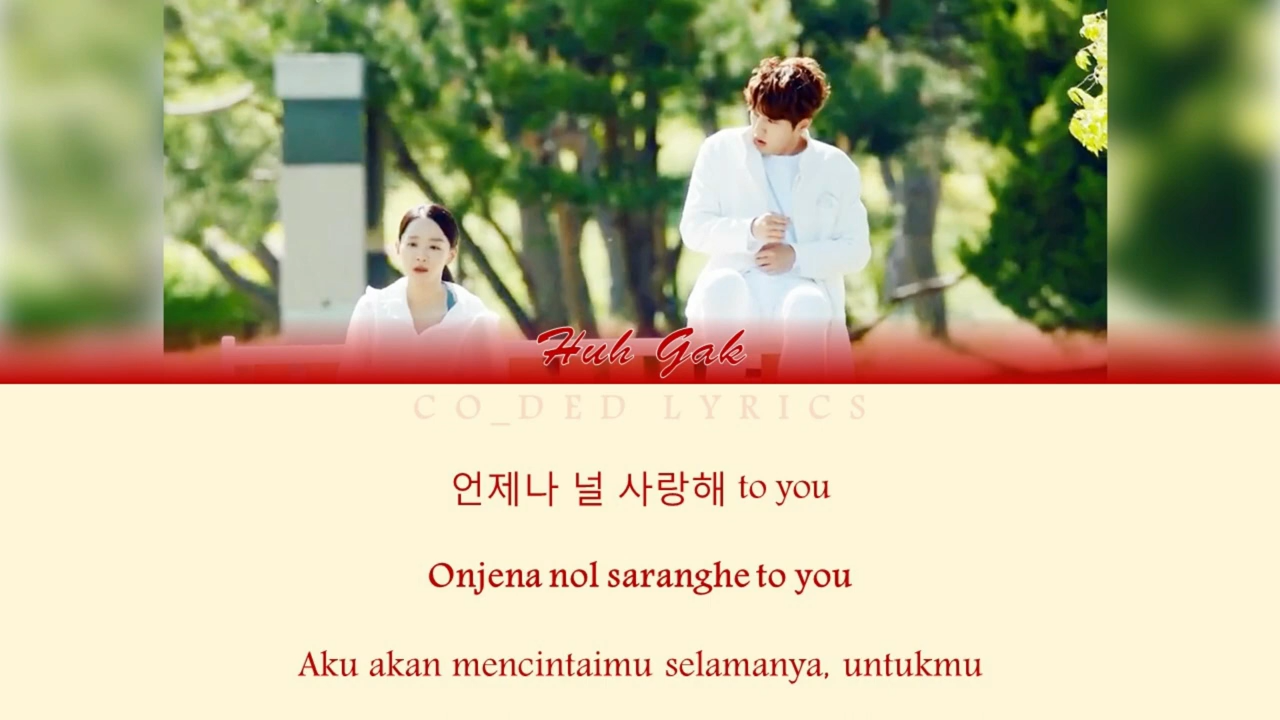 Huh Gak
CO_DED LYRICS
언제나 널 사랑해 to you
Onjena nol saranghe to you
Aku akan mencintaimu selamanya, untukmu